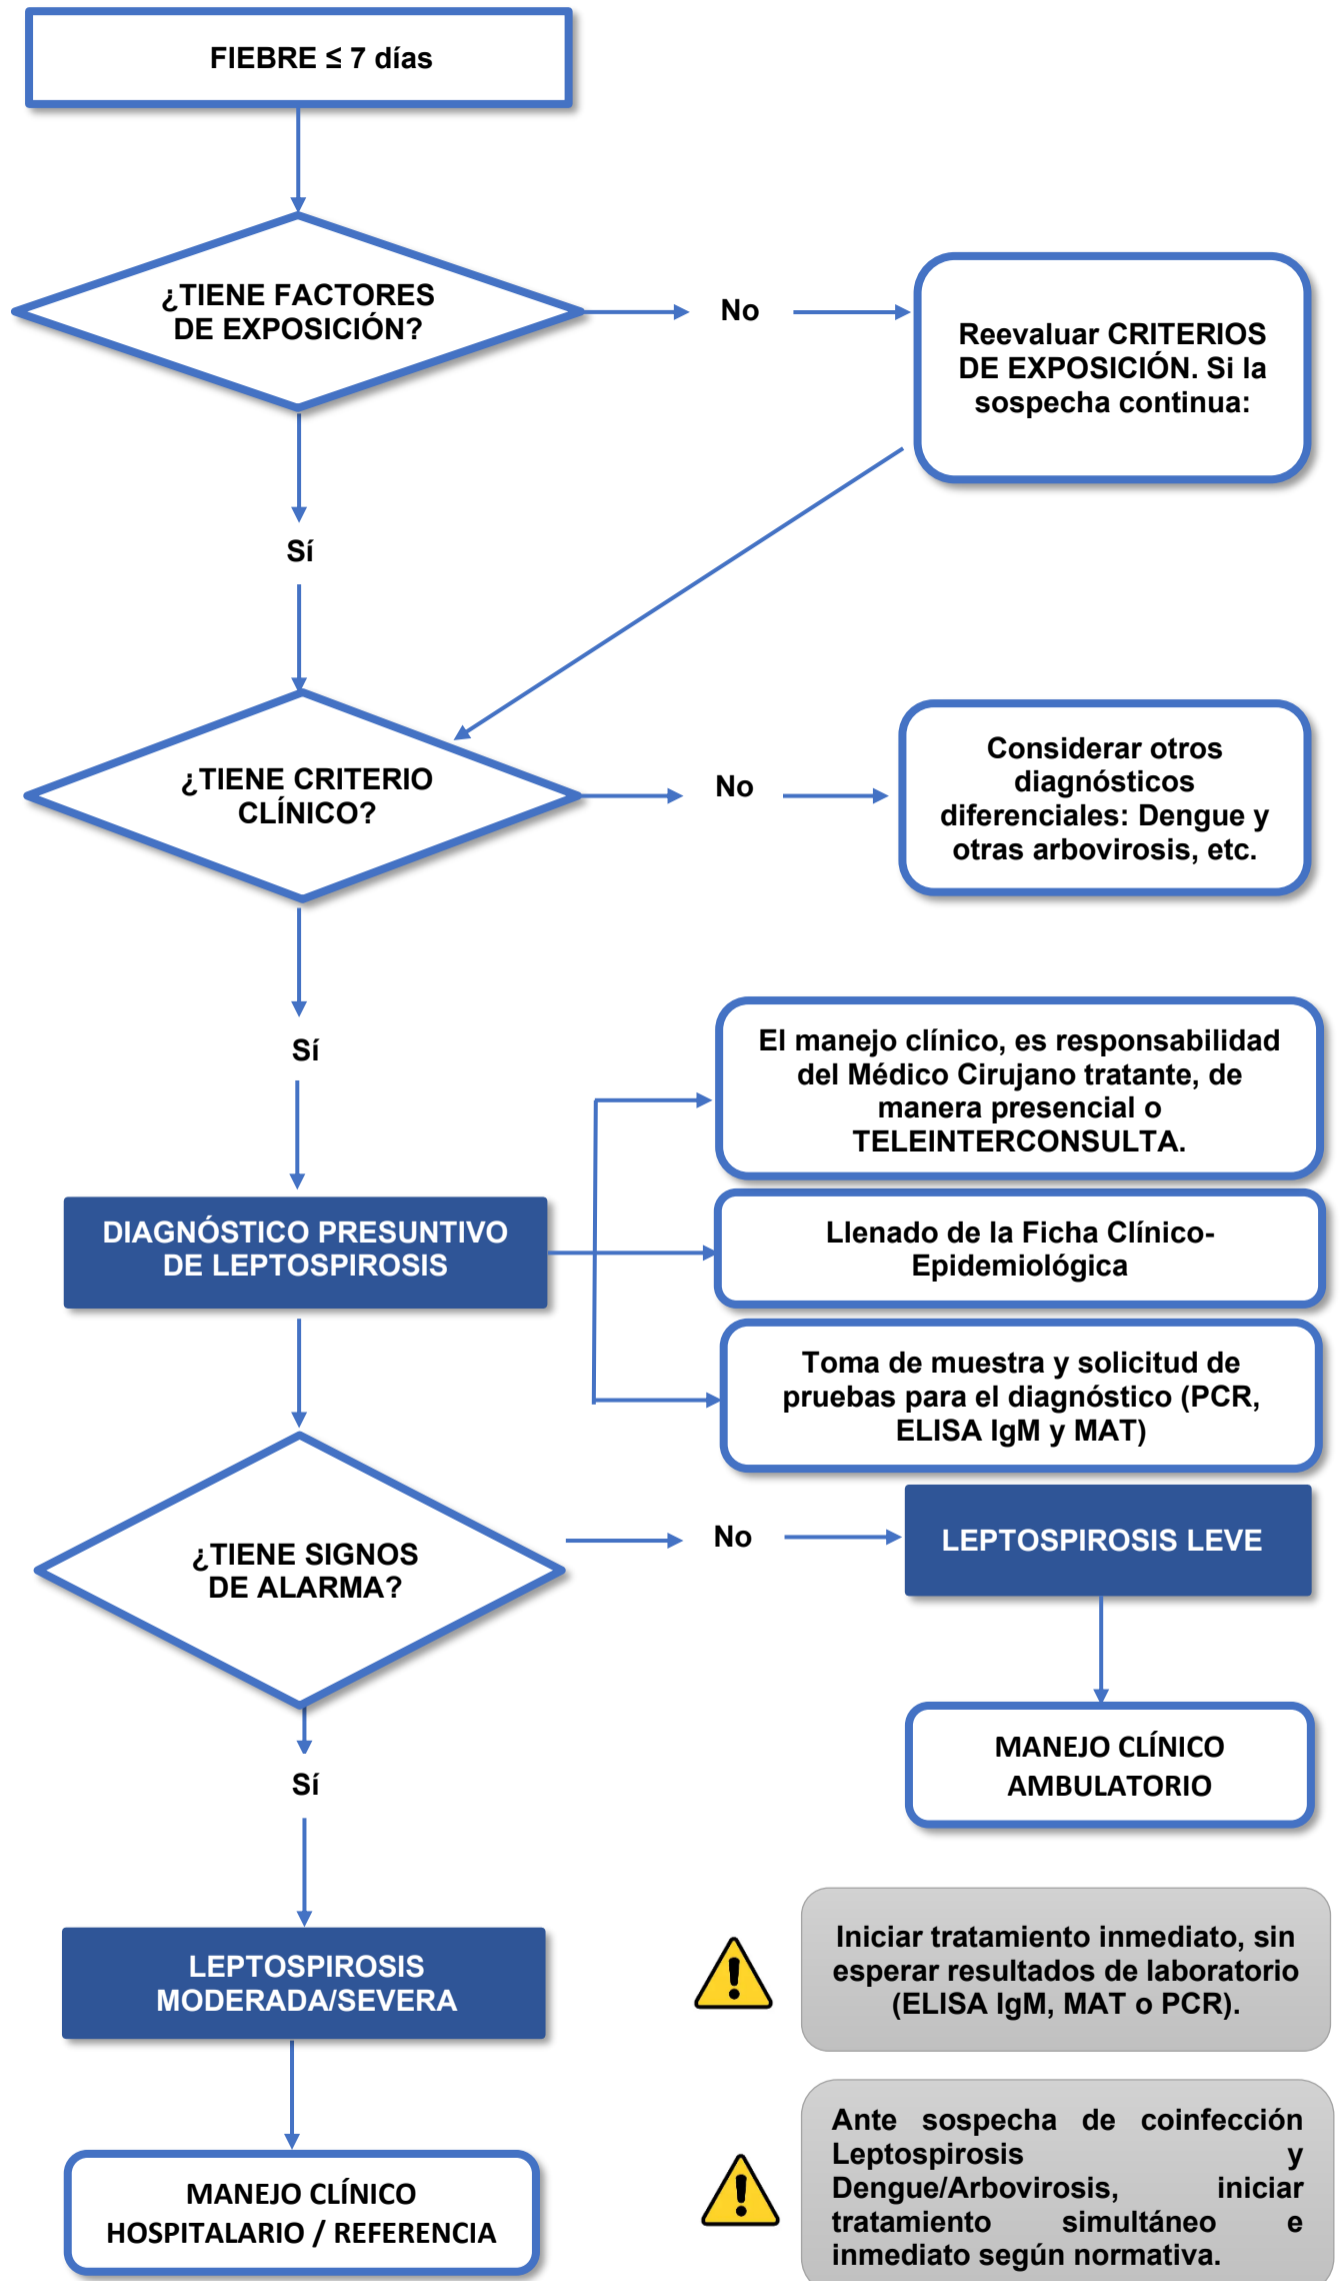 FIEBRE ≤ 7 días
¿TIENE FACTORES
DE EXPOSICIÓN?
No
Reevaluar CRITERIOS
DE EXPOSICIÓN. Si la
sospecha continua:
Sí
¿TIENE CRITERIO
CLÍNICO?
No
Considerar otros
diagnósticos
diferenciales: Dengue y
otras arbovirosis, etc.
Sí
El manejo clínico, es responsabilidad
del Médico Cirujano tratante, de
manera presencial o
TELEINTERCONSULTA.
DIAGNÓSTICO PRESUNTIVO
DE LEPTOSPIROSIS
Llenado de la Ficha Clínico-
Epidemiológica
Toma de muestra y solicitud de
pruebas para el diagnóstico (PCR,
ELISA IgM y MAT)
¿TIENE SIGNOS
DE ALARMA?
No
LEPTOSPIROSIS LEVE
MANEJO CLÍNICO
AMBULATORIO
Sí
LEPTOSPIROSIS
MODERADA/SEVERA
Iniciar tratamiento inmediato, sin
esperar resultados de laboratorio
(ELISA IgM, MAT o PCR).
MANEJO CLÍNICO
HOSPITALARIO / REFERENCIA
Ante sospecha de coinfección
Leptospirosis y
Dengue/Arbovirosis, iniciar
tratamiento simultáneo e
inmediato según normativa.